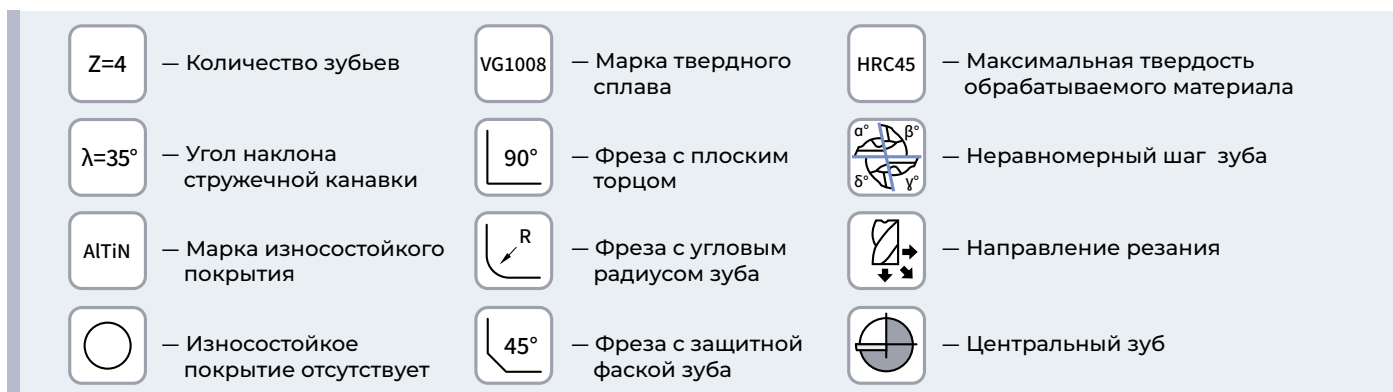 Z=4
— Количество зубьев
λ=35°
— Угол наклона
стружечной канавки
AlTiN
— Марка износостойкого
покрытия
— Износостойкое
покрытие отсутствует
VG1008
— Марка твердного
сплава
90°
— Фреза с плоским
торцом
R
— Фреза с угловым
радиусом зуба
45°
— Фреза с защитной
фаской зуба
HRC45
— Максимальная твердость
обрабатываемого материала
α° β°
δ° γ°
— Неравномерный шаг зуба
— Направление резания
— Центральный зуб